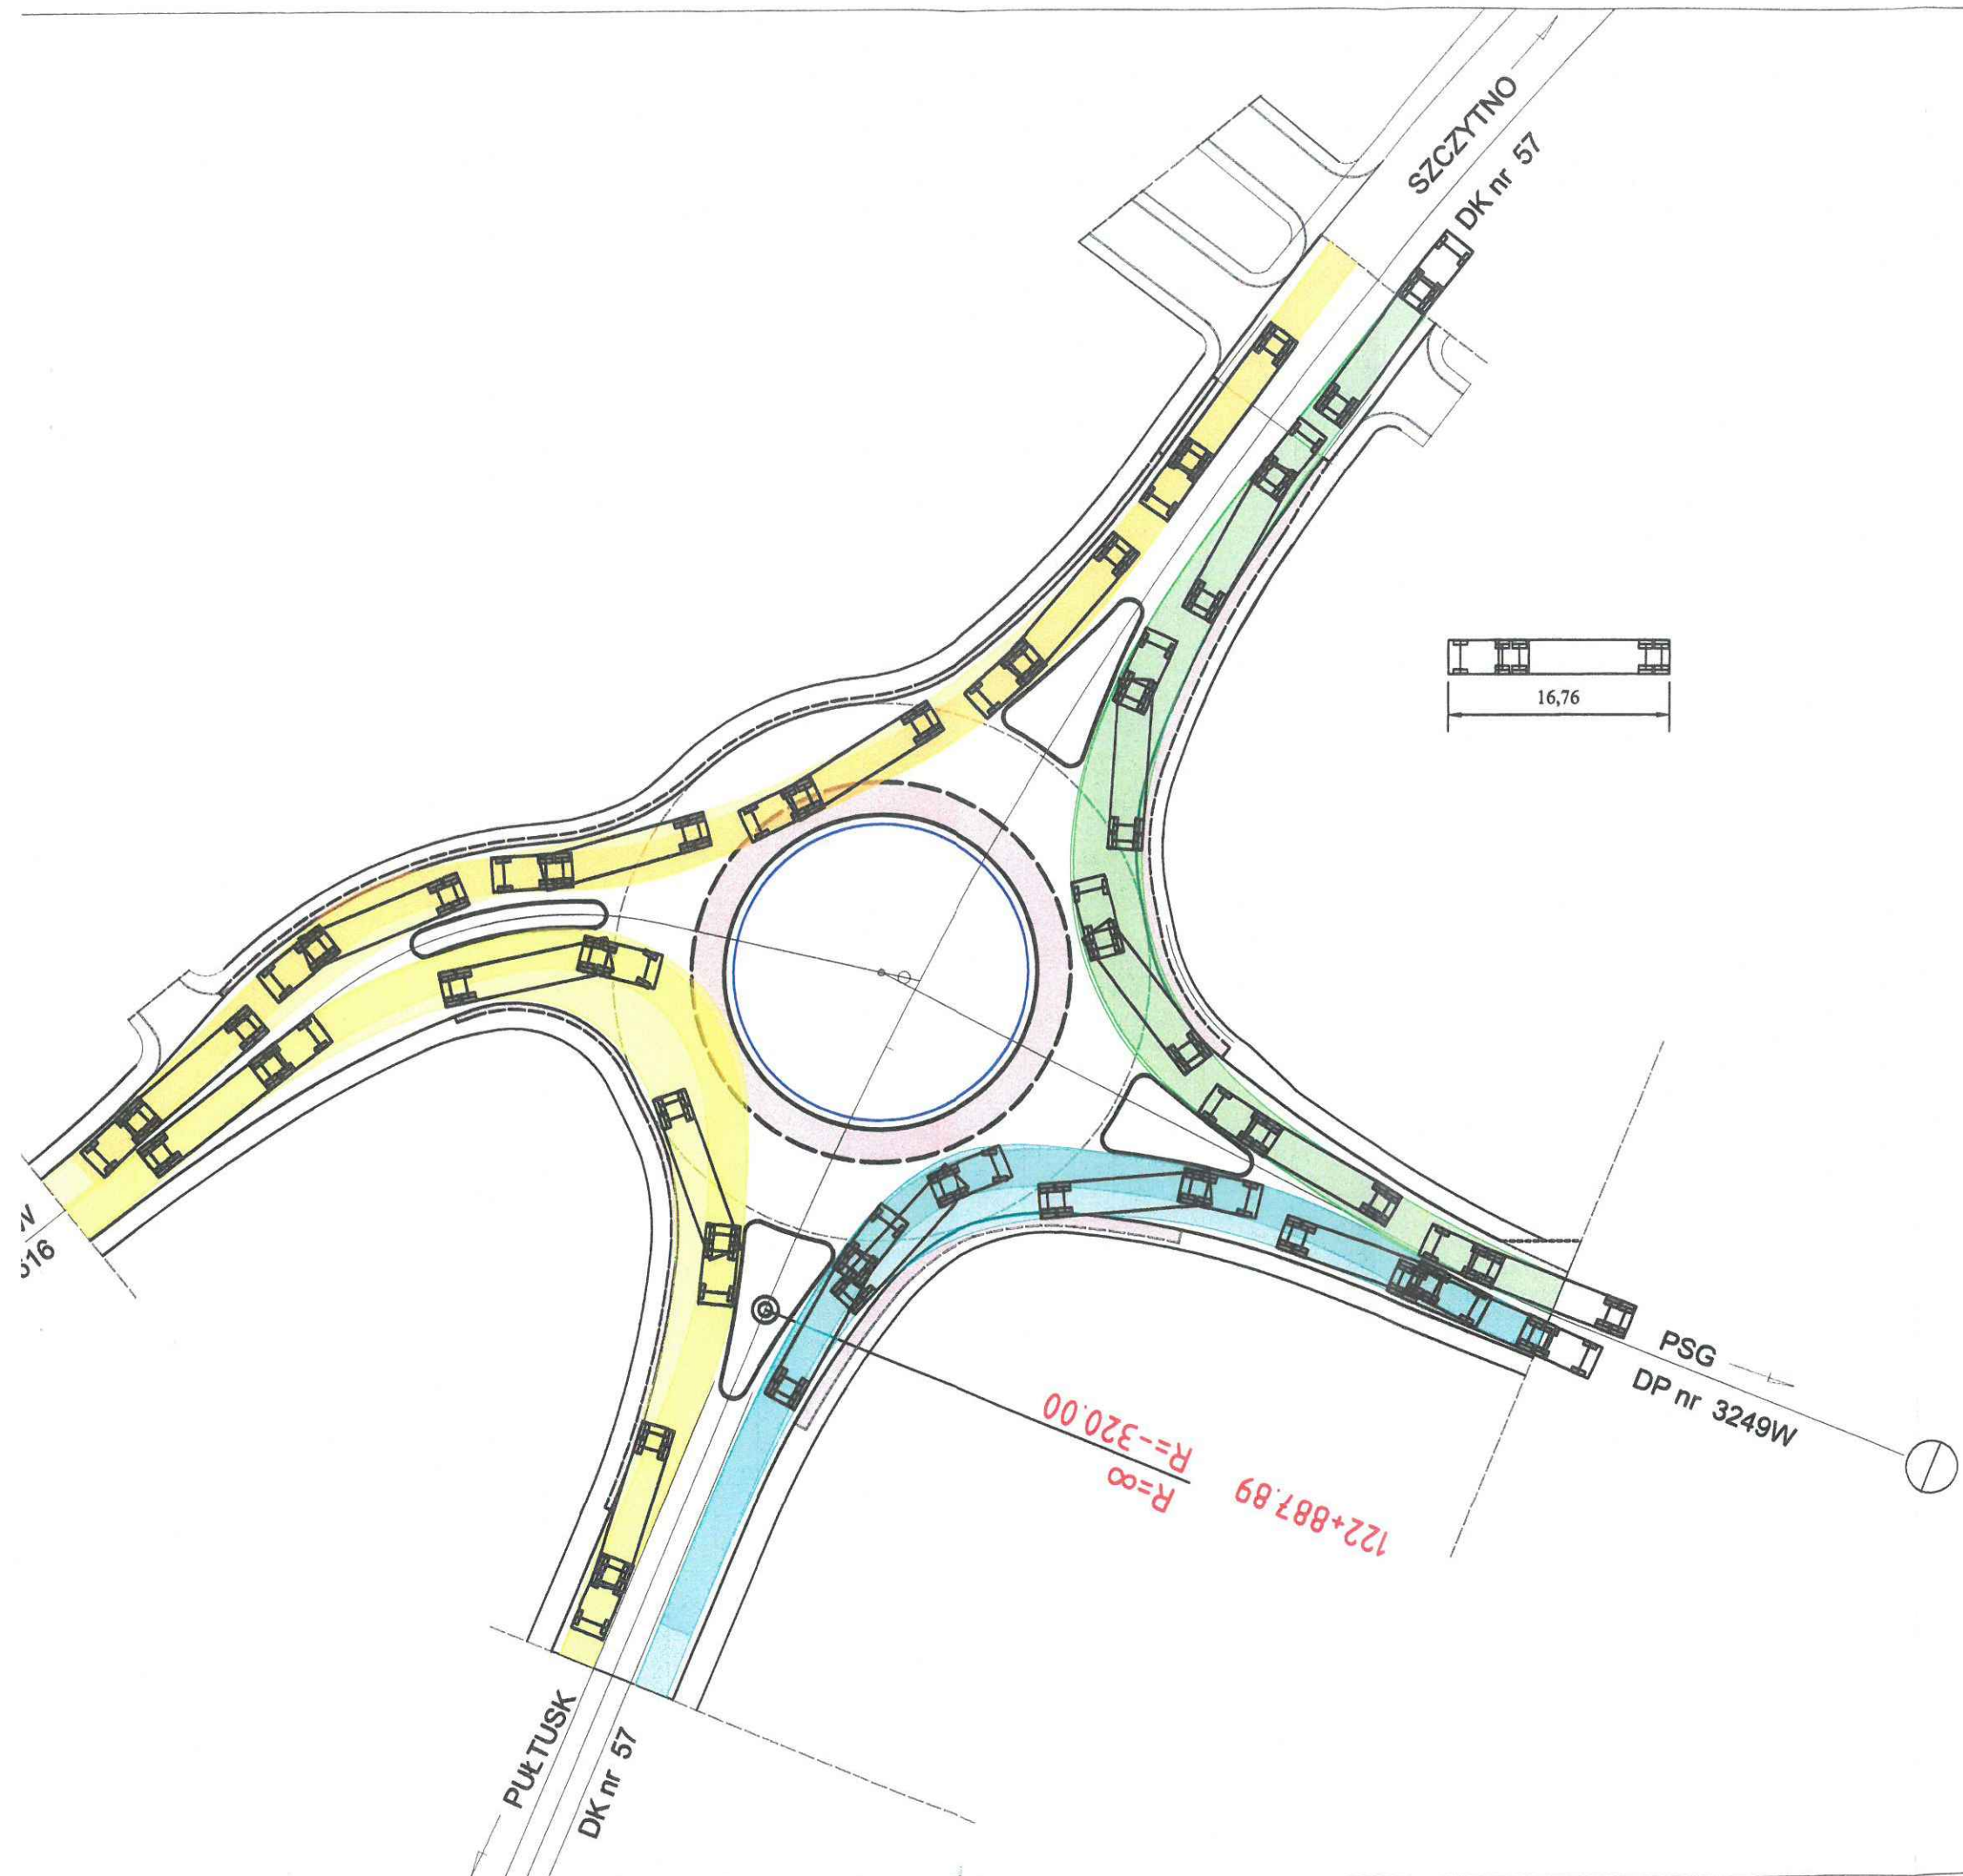 SZCZYTNO
DK nr 57
16,76
516
PSG
DP nr 3249W
R=-320.00
R=∞
122+887.89
PUŁTUSK
DK nr 57